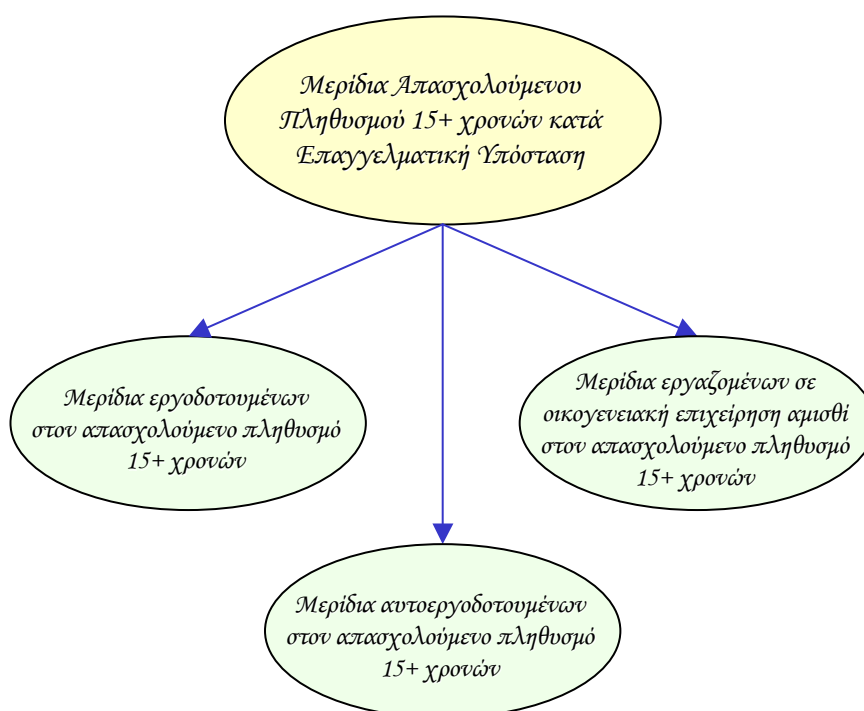 Μερίδια Απασχολούμενου
Πληθυσμού 15+ χρονών κατά
Επαγγελματική Υπόσταση
Μερίδια εργοδοτουμένων
στον απασχολούμενο πληθυσμό
15+ χρονών
Μερίδια εργαζομένων σε
οικογενειακή επιχείρηση αμισθί
στον απασχολούμενο πληθυσμό
15+ χρονών
Μερίδια αυτοεργοδοτουμένων
στον απασχολούμενο πληθυσμό
15+ χρονών